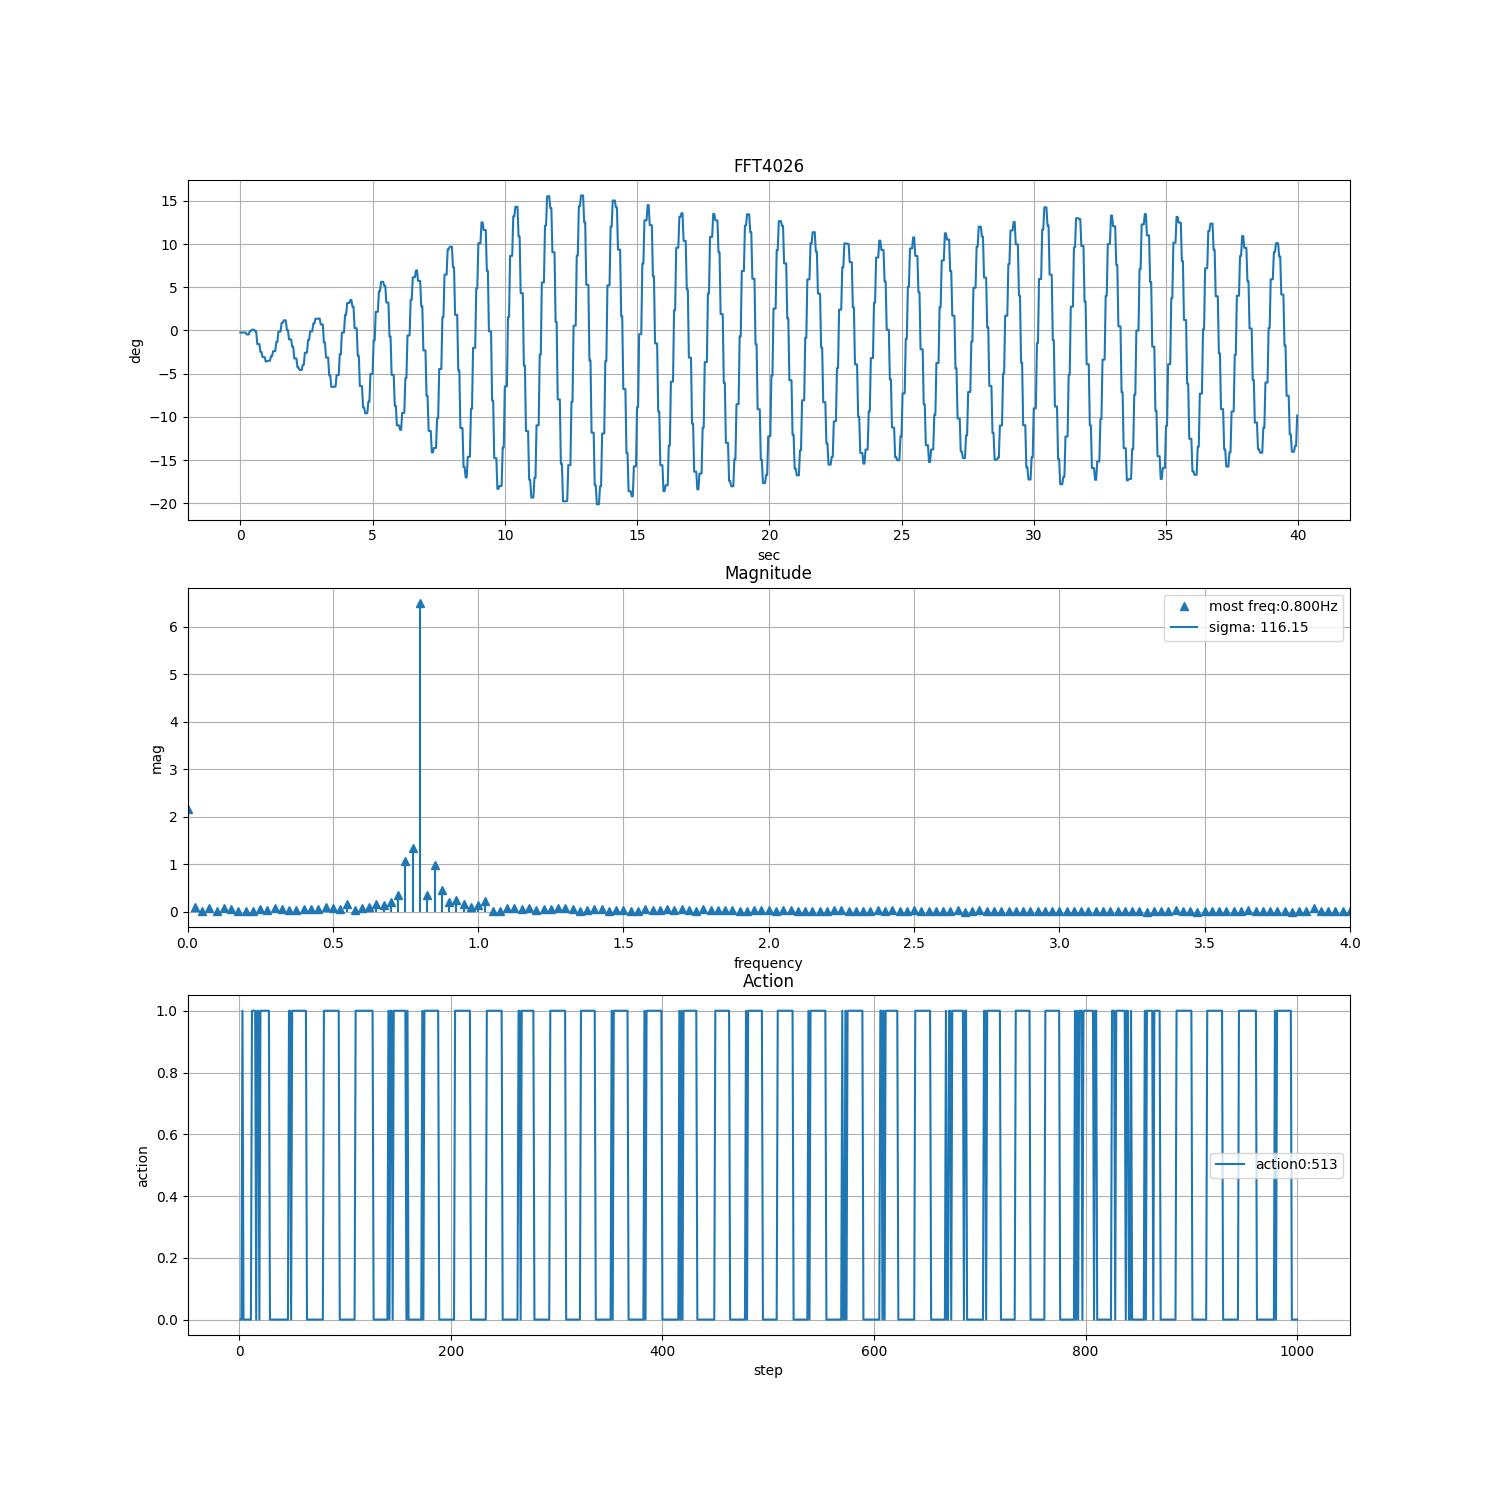 FFT4026
15
10
5
0
−5
−10
−15
−20
deg
0 5 10 15 20 25 30 35 40
sec
Magnitude
most freq:0.800Hz
sigma: 116.15
6
5
4
3
2
1
0
mag
0.0 0.5 1.0 1.5 2.0 2.5 3.0 3.5 4.0
frequency
Action
1.0
0.8
0.6
0.4
0.2
0.0
action
action0:513
0 200 400 600 800 1000
step